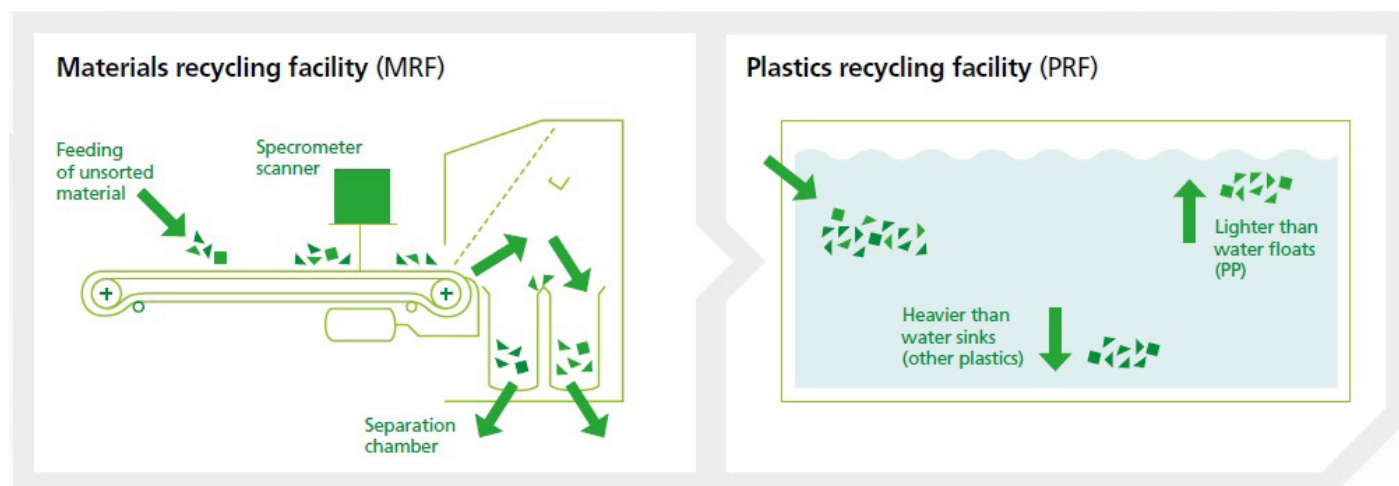 Materials recycling facility (MRF)
Feeding
of unsorted
material
Specrometer
scanner
Separation
chamber
Plastics recycling facility (PRF)
Lighter than
water floats
(PP)
Heavier than
water sinks
(other plastics)